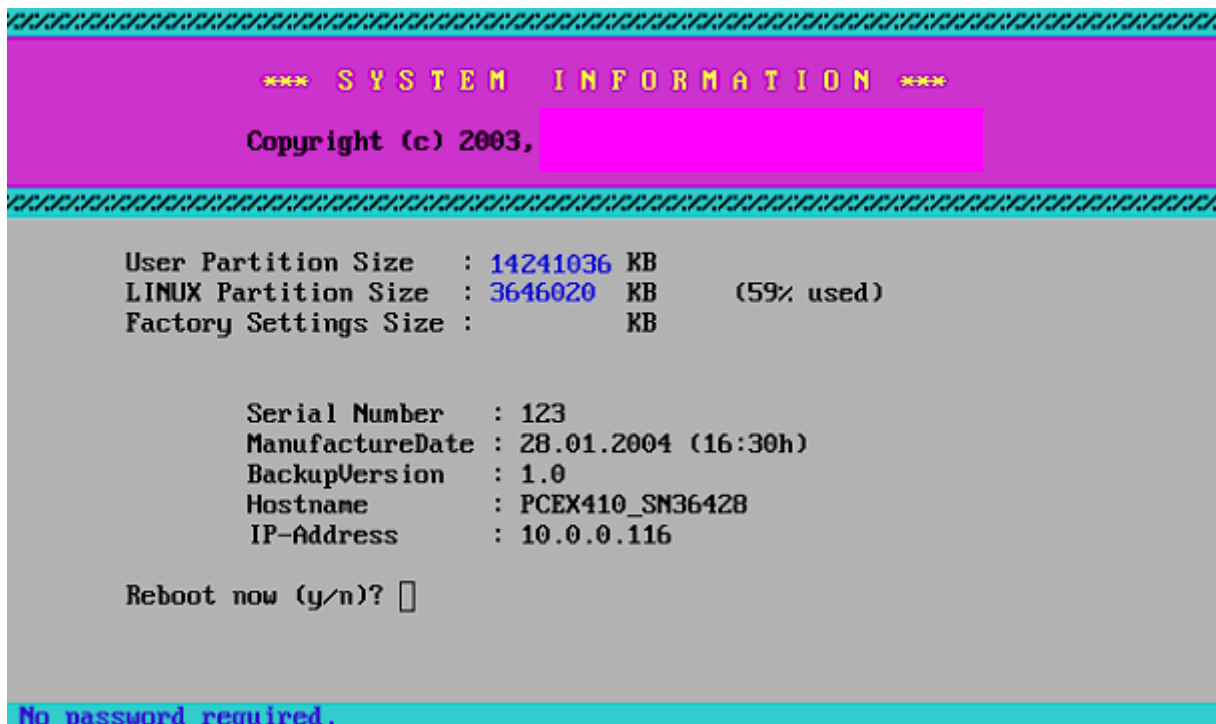 *** S Y S T E M   I N F O R M A T I O N ***
Copyright (c) 2003,
User Partition Size   : 14241036 KB
LINUX Partition Size  : 3646020  KB     (59% used)
Factory Settings Size :          KB
Serial Number   : 123
ManufactureDate : 28.01.2004 (16:30h)
BackupVersion   : 1.0
Hostname        : PCEX410_SN36428
IP-Address      : 10.0.0.116
Reboot now (y/n)?
No password required.